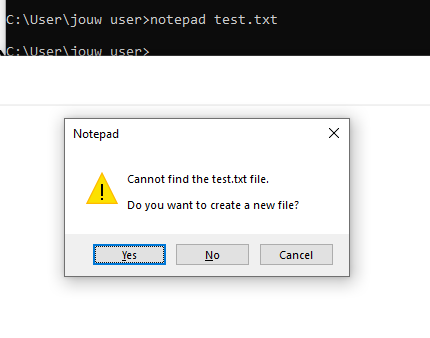 C:\User\jouw user>notepad test.txt
C:\User\jouw user>
Notepad
Cannot find the test.txt file.
Do you want to create a new file?
Yes
No
Cancel